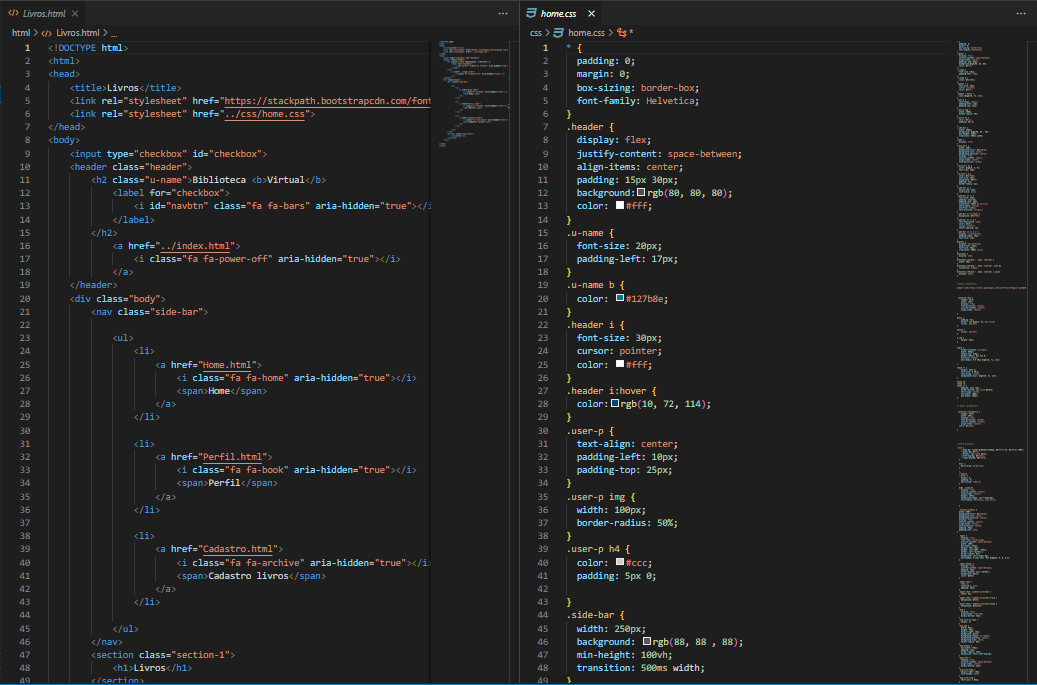 Livros.html
html > Livros.html > ...
1 <!DOCTYPE html>
2 <html>
3 <head>
4 <title>Livros</title>
5 <link rel="stylesheet" href="https://stackpath.bootstrapcdn.com/font
6 <link rel="stylesheet" href="../css/home.css">
7 </head>
8 <body>
9 <input type="checkbox" id="checkbox">
10 <header class="header">
11 <h2 class="u-name">Biblioteca <b>Virtual</b>
12 <label for="checkbox">
13 <i id="navbtn" class="fa fa-bars" aria-hidden="true"></i
14 </label>
15 </h2>
16 <a href="../index.html">
17 <i class="fa fa-power-off" aria-hidden="true"></i>
18 </a>
19 </header>
20 <div class="body">
21 <nav class="side-bar">
22
23 <ul>
24 <li>
25 <a href="Home.html">
26 <i class="fa fa-home" aria-hidden="true"></i>
27 <span>Home</span>
28 </a>
29 </li>
30
31 <li>
32 <a href="Perfil.html">
33 <i class="fa fa-book" aria-hidden="true"></i>
34 <span>Perfil</span>
35 </a>
36 </li>
37
38 <li>
39 <a href="Cadastro.html">
40 <i class="fa fa-archive" aria-hidden="true"></i>
41 <span>Cadastro livros</span>
42 </a>
43 </li>
44
45 </ul>
46 </nav>
47 <section class="section-1">
48 <h1>Livros</h1>
</section>
home.css
css > home.css > *
1 * {
2 padding: 0;
3 margin: 0;
4 box-sizing: border-box;
5 font-family: Helvetica;
6 }
7 .header {
8 display: flex;
9 justify-content: space-between;
10 align-items: center;
11 padding: 15px 30px;
12 background: rgb(80, 80, 80);
13 color: #fff;
14 }
15 .u-name {
16 font-size: 20px;
17 padding-left: 17px;
18 }
19 .u-name b {
20 color: #127b8e;
21 }
22 .header i {
23 font-size: 30px;
24 cursor: pointer;
25 color: #fff;
26 }
27 .header i:hover {
28 color: rgb(10, 72, 114);
29 }
30 .user-p {
31 text-align: center;
32 padding-left: 10px;
33 padding-top: 25px;
34 }
35 .user-p img {
36 width: 100px;
37 border-radius: 50%;
38 }
39 .user-p h4 {
40 color: #ccc;
41 padding: 5px 0;
42
43 }
44 .side-bar {
45 width: 250px;
46 background: rgb(88, 88 , 88);
47 min-height: 100vh;
48 transition: 500ms width;
49 }